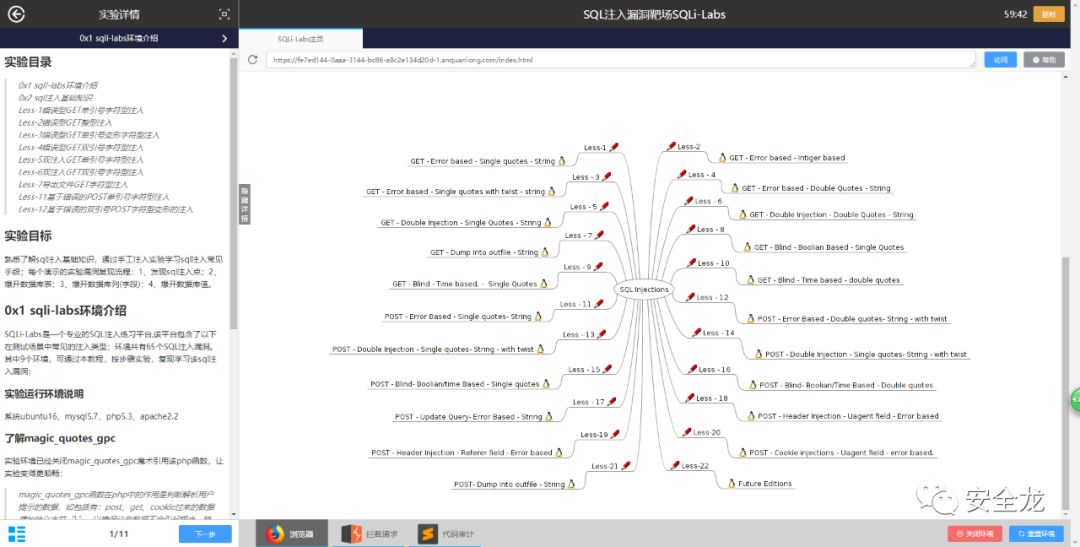 实验详情
SQL注入漏洞靶场SQLi-Labs
59:42
延时
0x1 sqli-labs环境介绍
SQLi-Labs主页
https://fe7ed144-0aaa-3144-bc86-a8c2e134d20d-1.anquanlong.com/index.html
访问
帮助
实验目录
0x1 sqli-labs环境介绍
0x2 sql注入基础知识
Less-1错误型GET单引号字符型注入
Less-2错误型GET整型注入
Less-3错误型GET单引号变形字符型注入
Less-4错误型GET双引号字符型注入
Less-5双注入GET单引号字符型注入
Less-6双注入GET双引号字符型注入
Less-7导出文件GET字符型注入
Less-11基于错误的POST单引号字符型注入
Less-12基于错误的双引号POST字符型变形的注入
实验目标
熟悉了解sql注入基础知识，通过手工注入实验学习sql注入常见
手段；每个演示的实验漏洞复现流程：1、发现sql注入点；2、
爆开数据库表；3、爆开数据库列(字段)；4、爆开数据库值。
0x1 sqli-labs环境介绍
SQLi-Labs是一个专业的SQL注入练习平台,该平台包含了以下
在测试场景中常见的注入类型；环境共有65个SQL注入漏洞。
其中9个环境，可通过本教程，按步骤实验，复现学习该sql注
入漏洞；
实验运行环境说明
系统ubuntu16、mysql5.7、php5.3、apache2.2
了解magic_quotes_gpc
实验环境已经关闭magic_quotes_gpc魔术引用该php函数，让
实验变得更顺畅：
magic_quotes_gpc函数在php中的作用是判断解析用户
提示的数据，如包括有：post、get、cookie过来的数据
1/11
下一步
隐藏详情
SQL Injections
Less-1
GET - Error based - Single quotes - String
Less - 3
GET - Error based - Single quotes with twist - string
Less - 5
GET - Double Injection - Single Quotes - String
Less - 7
GET - Dump into outfile - String
Less - 9
GET - Blind - Time based. - Single Quotes
Less - 11
POST - Error Based - Single quotes- String
Less - 13
POST - Double Injection - Single quotes- String - with twist
Less - 15
POST - Blind- Boolian/time Based - Single quotes
Less - 17
POST - Update Query- Error Based - String
Less-19
POST - Header Injection - Referer field - Error based
Less-21
POST- Dump into outfile - String
Less-2
GET - Error based - Intiger based
Less - 4
GET - Error based - Double Quotes - String
Less - 6
GET - Double Injection - Double Quotes - String
Less - 8
GET - Blind - Boolian Based - Single Quotes
Less - 10
GET - Blind - Time based - double quotes
Less - 12
POST - Error Based - Double quotes- String - with twist
Less - 14
POST - Double Injection - Single quotes- String - with twist
Less - 16
POST - Blind- Boolian/Time Based - Double quotes
Less - 18
POST - Header Injection - Uagent field - Error based
Less-20
POST - Cookie injections - Uagent field - error based.
Less-22
Future Editions
安全龙
浏览器
拦截请求
代码审计
关闭环境
重置环境